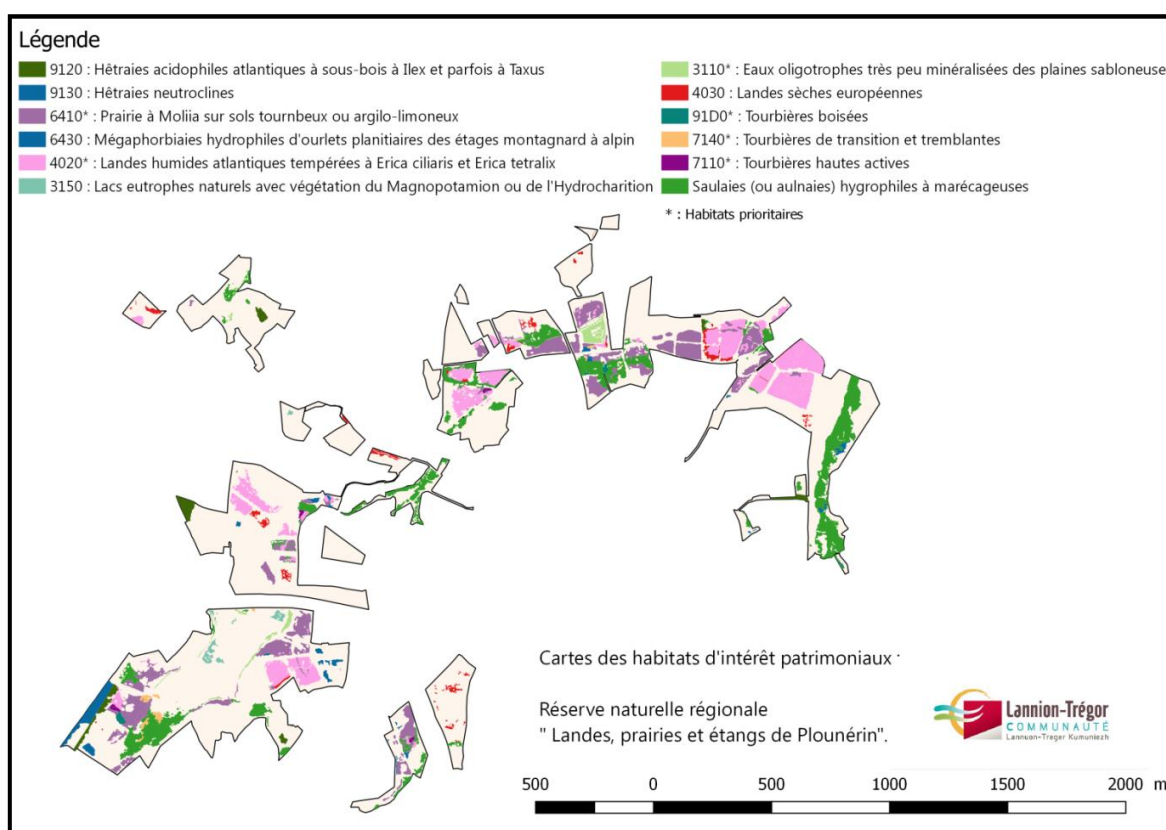 Légende
9120 : Hêtraies acidophiles atlantiques à sous-bois à Ilex et parfois à Taxus
9130 : Hêtraies neutroclines
6410* : Prairie à Moliia sur sols tournbeux ou argilo-limoneux
6430 : Mégaphorbiaies hydrophiles d'ourlets planitiaires des étages montagnard à alpin
4020* : Landes humides atlantiques tempérées à Erica ciliaris et Erica tetralix
3150 : Lacs eutrophes naturels avec végétation du Magnopotamion ou de l'Hydrocharition
3110* : Eaux oligotrophes très peu minéralisées des plaines sabloneuse
4030 : Landes sèches européennes
91D0* : Tourbières boisées
7140* : Tourbières de transition et tremblantes
7110* : Tourbières hautes actives
Saulaies (ou aulnaies) hygrophiles à marécageuses
* : Habitats prioritaires
Cartes des habitats d'intérêt patrimoniaux
Réserve naturelle régionale
" Landes, prairies et étangs de Plounérin".
Lannion-Trégor
COMMUNAUTÉ
Lannuon-Treger Kumuniezh
500 0 500 1000 1500 2000 m